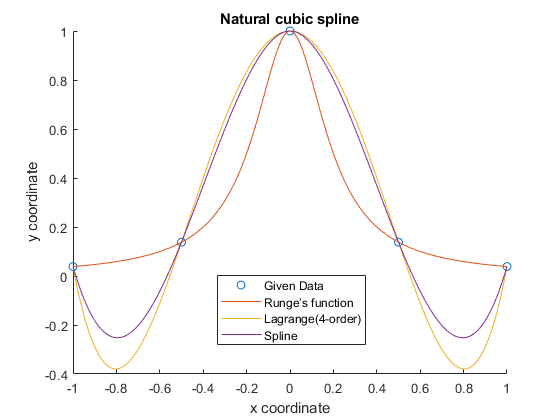 Natural cubic spline
1
0.8
0.6
0.4
0.2
0
-0.2
-0.4
y coordinate
Given Data
Runge's function
Lagrange(4-order)
Spline
-1 -0.8 -0.6 -0.4 -0.2 0 0.2 0.4 0.6 0.8 1
x coordinate